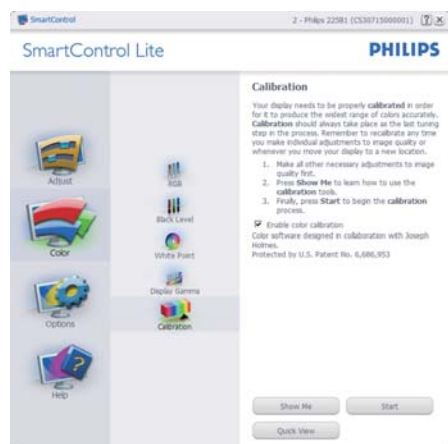 SmartControl
2 - Philips 225B1 (CS30715000001)
SmartControl Lite
PHILIPS
Adjust
Color
Options
Help
RGB
Black Level
White Point
Display Gamma
Calibration
Calibration
Your display needs to be properly calibrated in order
for it to produce the widest range of colors accurately.
Calibration should always take place as the last tuning
step in the process. Remember to recalibrate any time
you make individual adjustments to image quality or
whenever you move your display to a new location.
1. Make all other necessary adjustments to image
quality first.
2. Press Show Me to learn how to use the
calibration tools.
3. Finally, press Start to begin the calibration
process.
Enable color calibration
Color software designed in collaboration with Joseph
Holmes.
Protected by U.S. Patent No. 6,686,953
Show Me
Start
Quick View